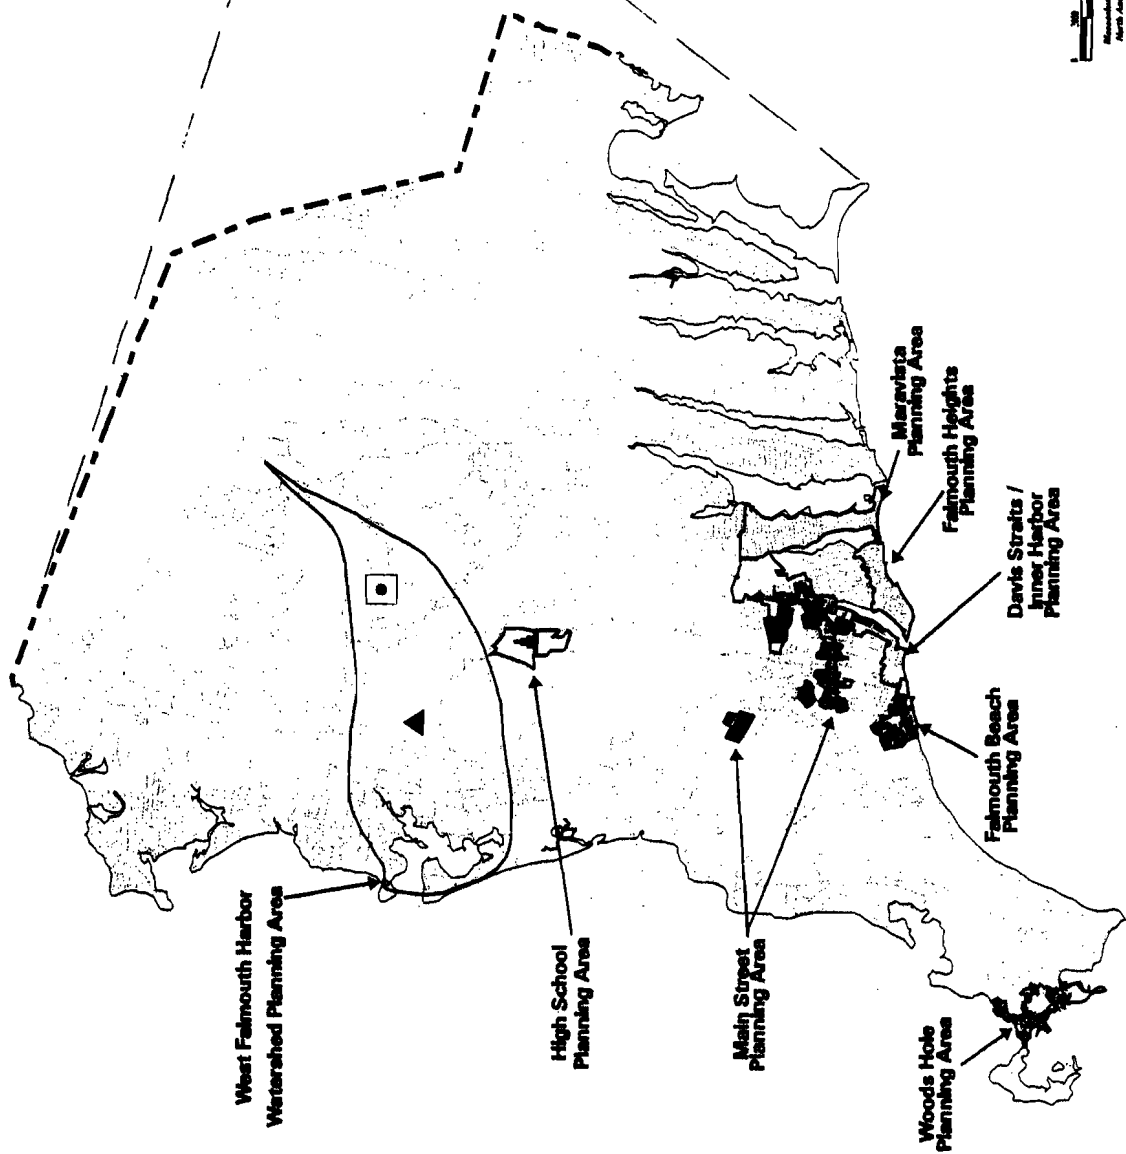 West Falmouth Harbor
Watershed Planning Area
High School
Planning Area
Main Street
Planning Area
Woods Hole
Planning Area
Falmouth Beach
Planning Area
Davis Straits /
Inner Harbor
Planning Area
Falmouth Heights
Planning Area
Maravista
Planning Area